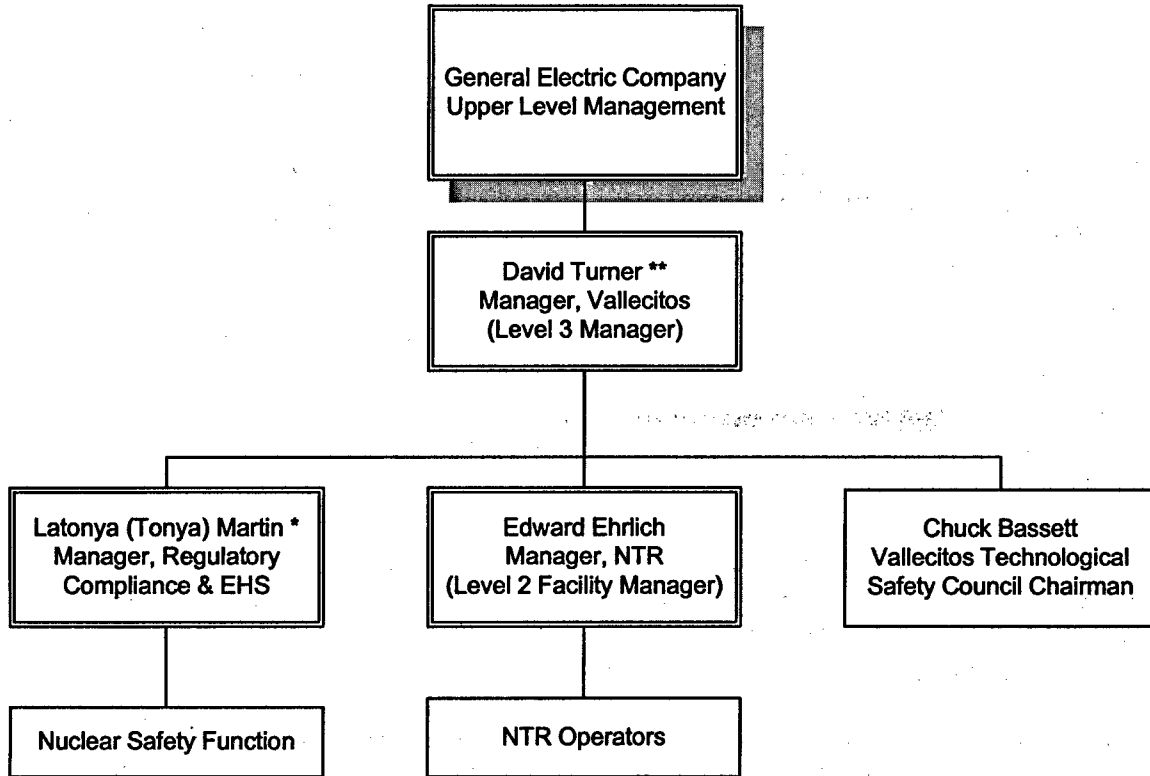 General Electric Company
Upper Level Management
David Turner **
Manager, Vallecitos
(Level 3 Manager)
Latonya (Tonya) Martin *
Manager, Regulatory
Compliance & EHS
Edward Ehrlich
Manager, NTR
(Level 2 Facility Manager)
Chuck Bassett
Vallecitos Technological
Safety Council Chairman
Nuclear Safety Function
NTR Operators